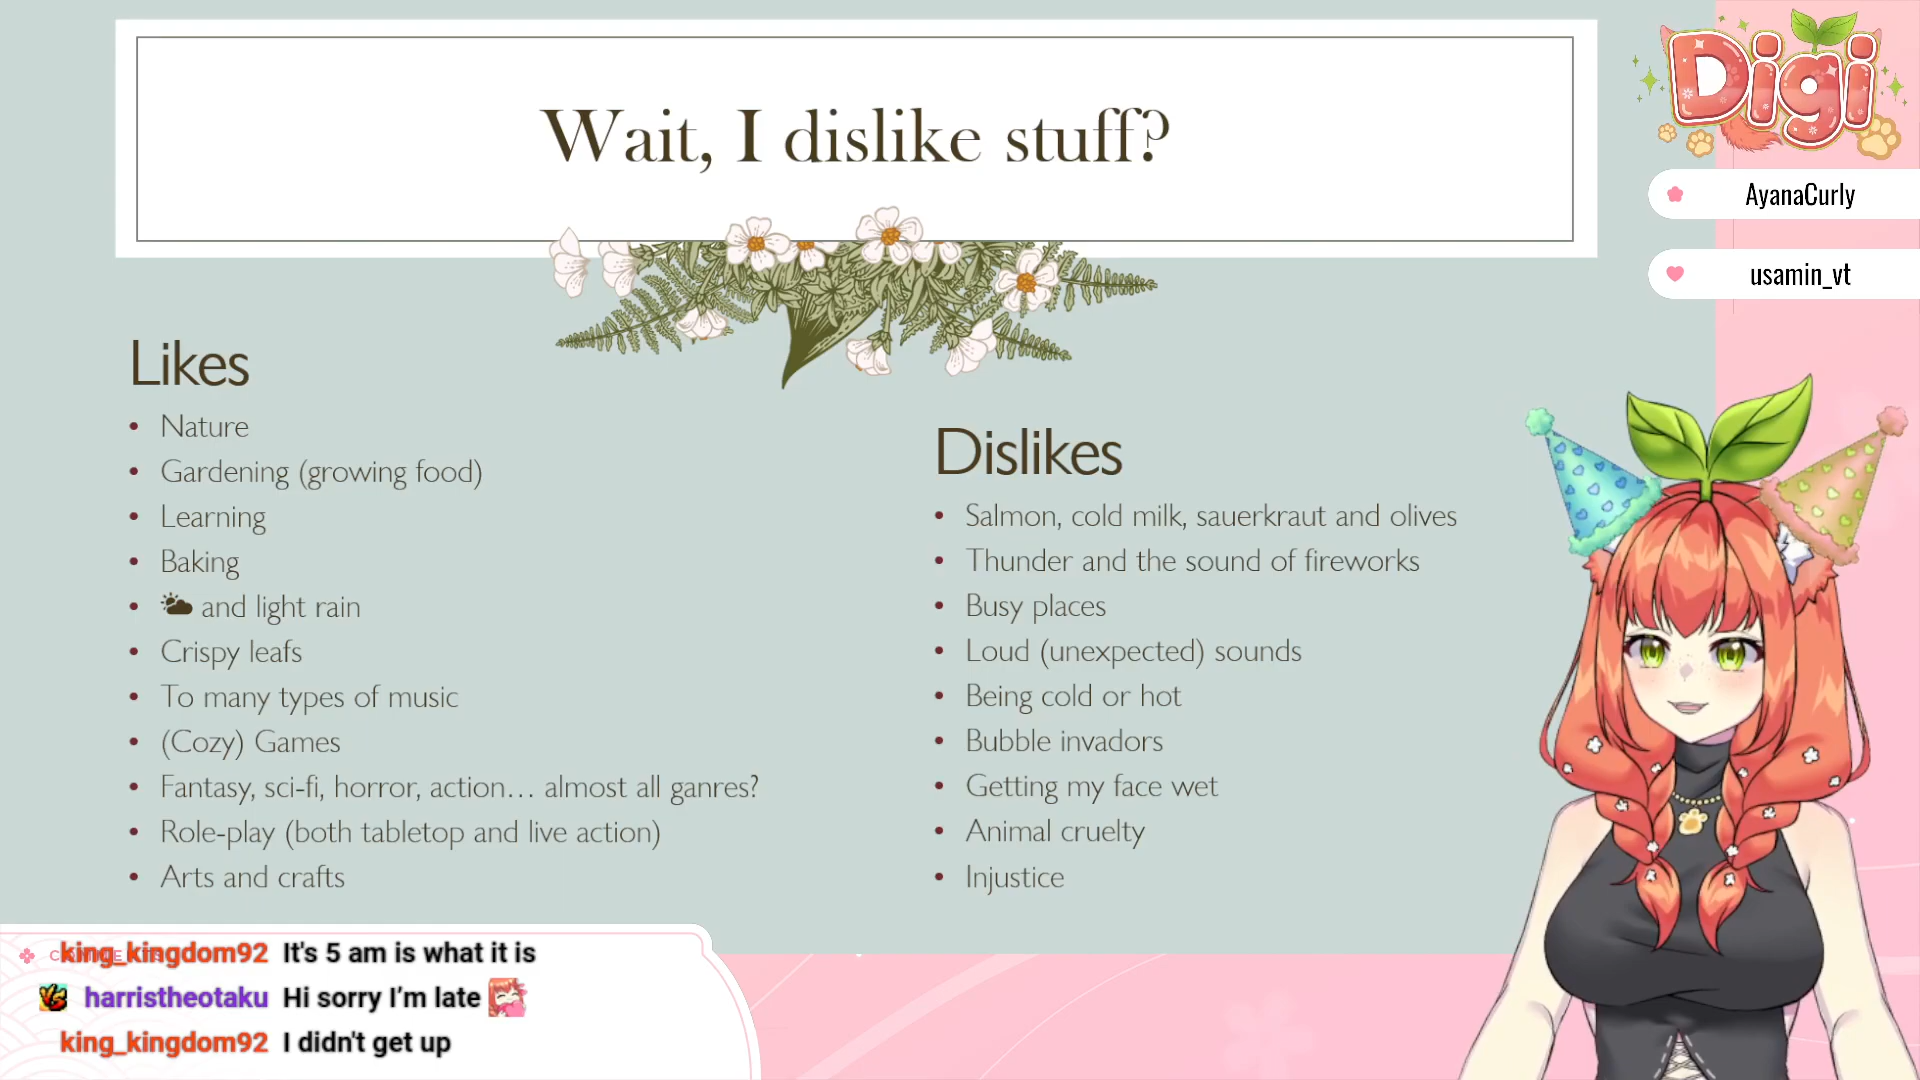 Wait, I dislike stuff?
Digi
AyanaCurly
usamin_vt
Likes
• Nature
• Gardening (growing food)
• Learning
• Baking
• 🌥 and light rain
• Crispy leafs
• To many types of music
• (Cozy) Games
• Fantasy, sci-fi, horror, action… almost all ganres?
• Role-play (both tabletop and live action)
• Arts and crafts
Dislikes
• Salmon, cold milk, sauerkraut and olives
• Thunder and the sound of fireworks
• Busy places
• Loud (unexpected) sounds
• Being cold or hot
• Bubble invadors
• Getting my face wet
• Animal cruelty
• Injustice
king_kingdom92 It's 5 am is what it is
harristheotaku Hi sorry I'm late
king_kingdom92 I didn't get up